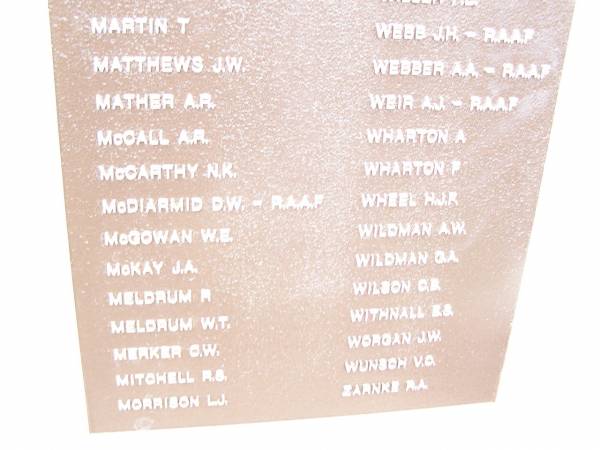 MARTIN T
MATTHEWS J.W.
MATHER A.R.
McCALL A.R.
McCARTHY N.K.
McDIARMID D.W. - R.A.A.F
McGOWAN W.E.
McKAY J.A.
MELDRUM R
MELDRUM W.T.
MERKER C.W.
MITCHELL R.S.
MORRISON L.J.
WEBB J.H. - R.A.A.F
WEBBER A.A. - R.A.A.F
WEIR A.J. - R.A.A.F
WHARTON A
WHARTON F
WHEEL H.J.F.
WILDMAN A.W.
WILDMAN G.A.
WILSON C.B.
WITHNALL E.S.
WORGAN J.W.
WUNSCH V.C.
ZARNKE R.A.